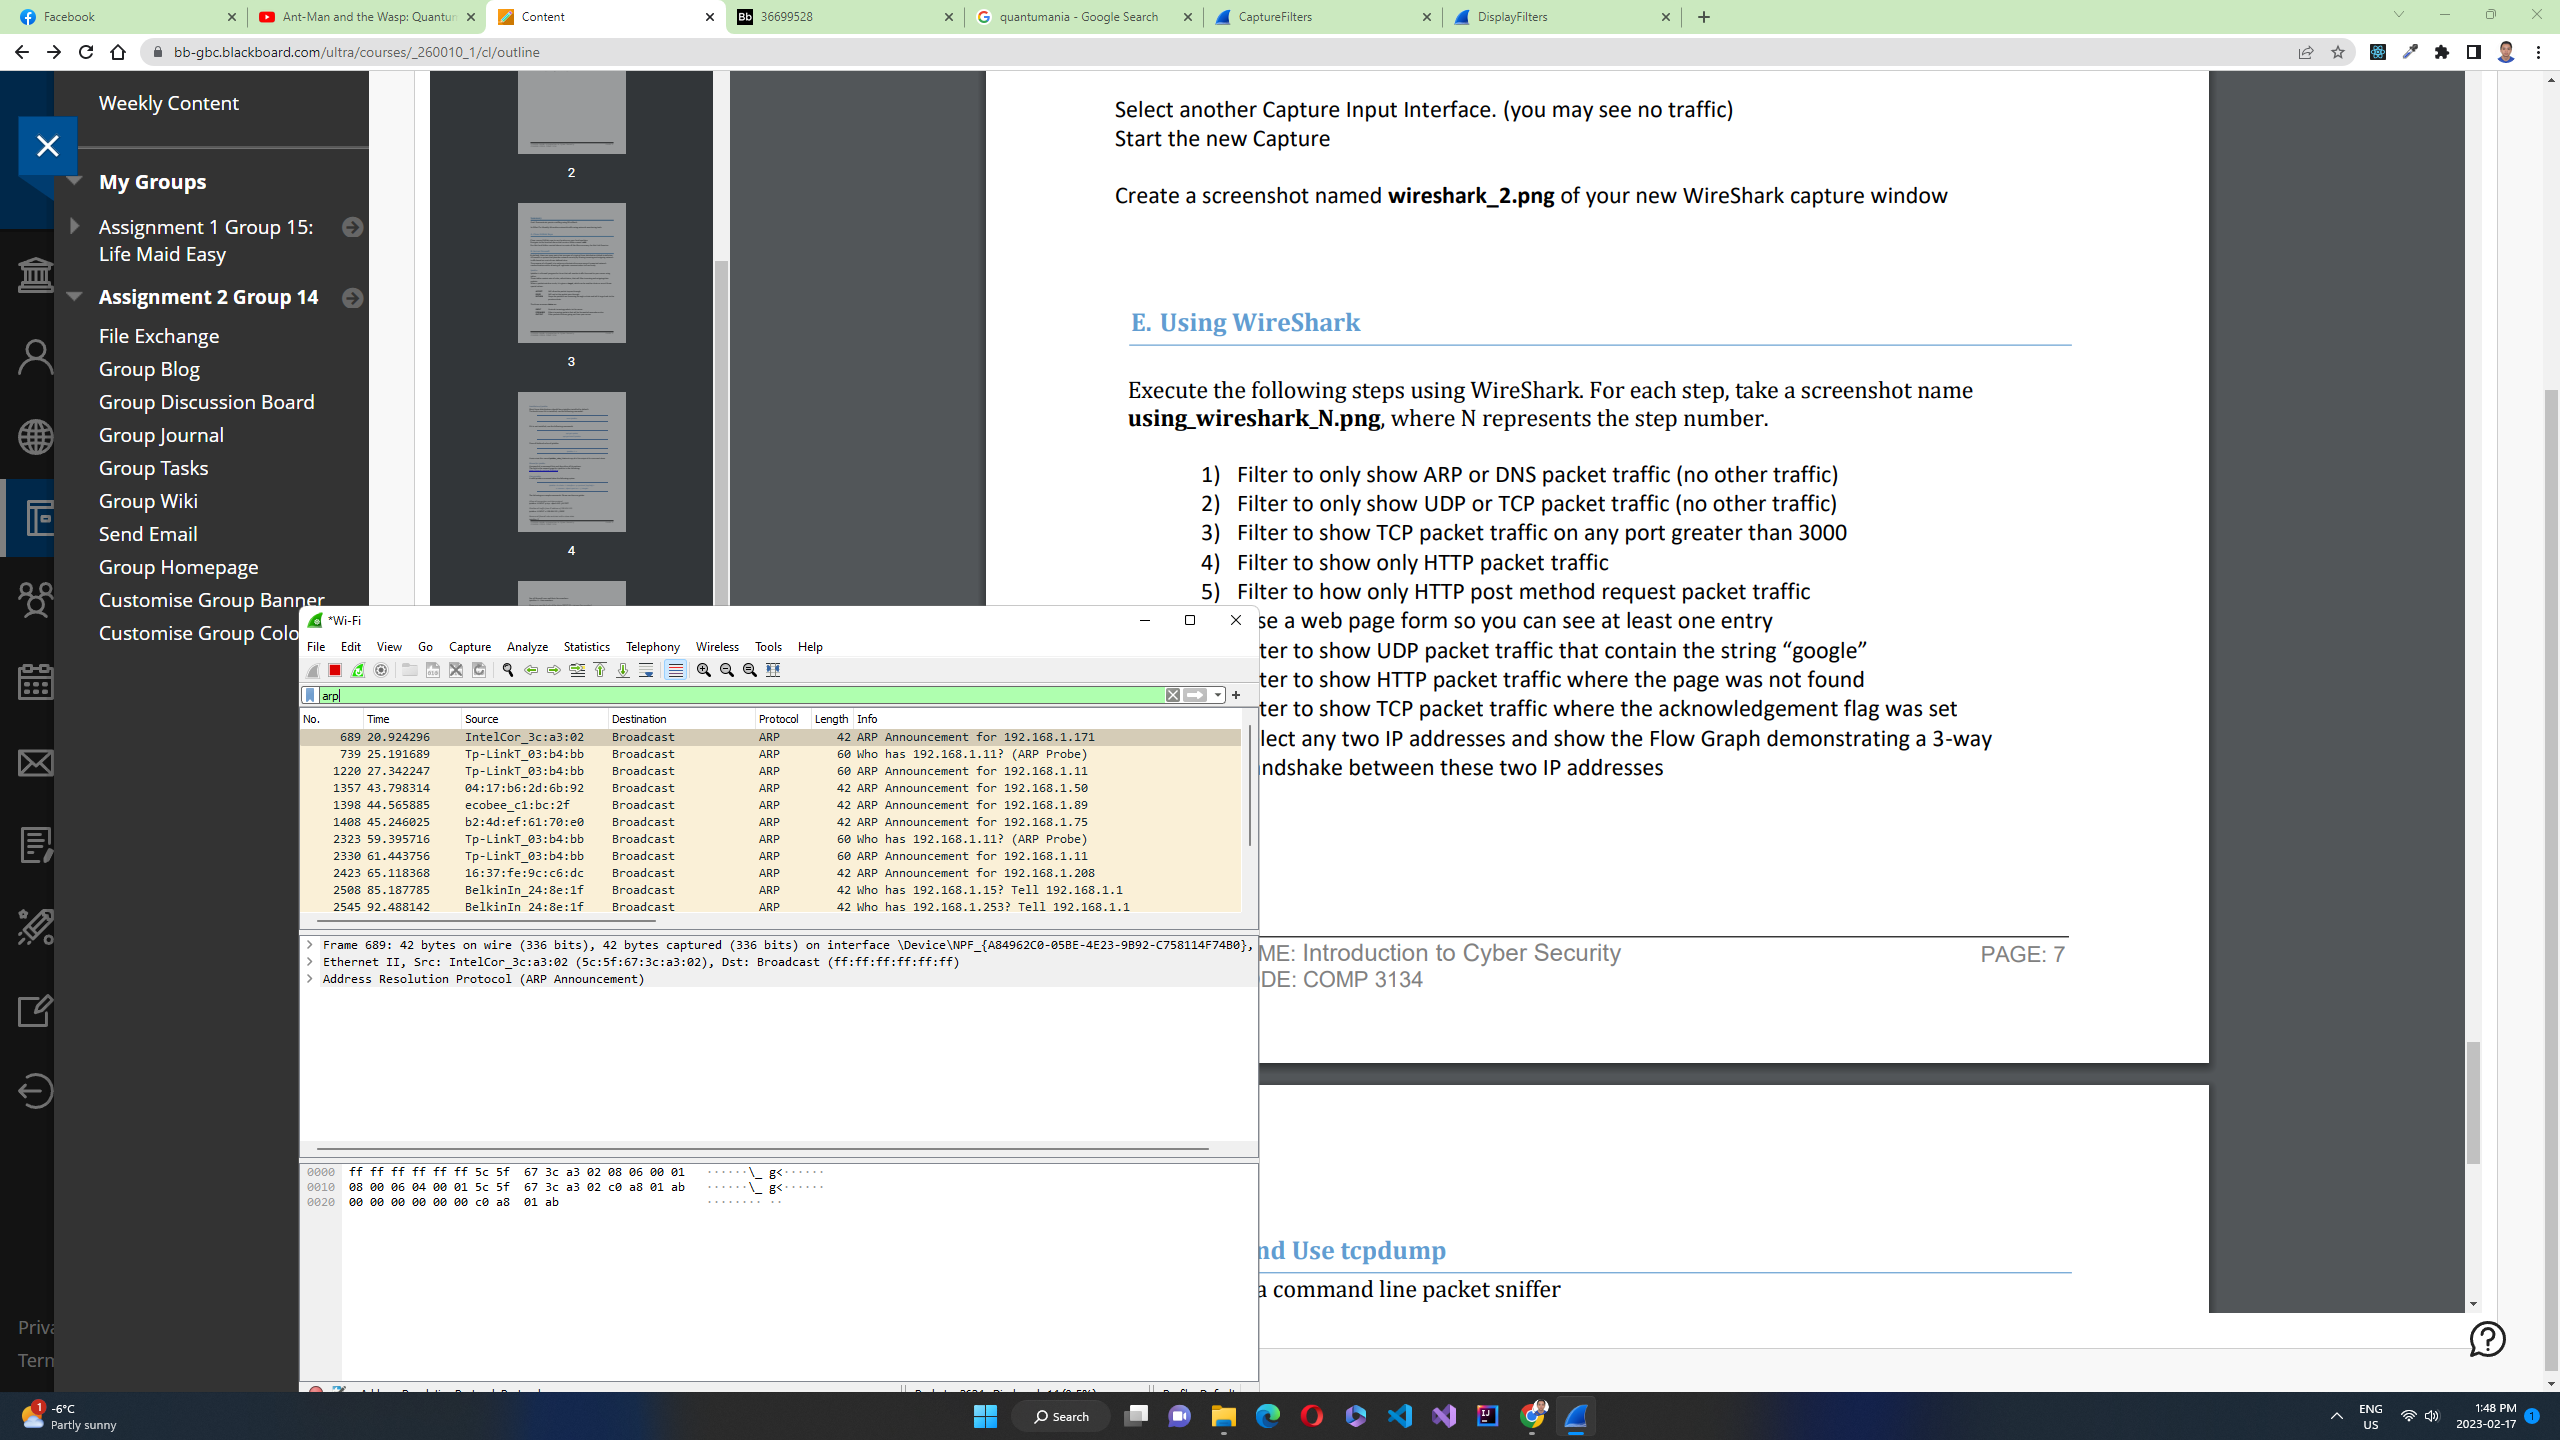 Facebook
Ant-Man and the Wasp: Quantum
Content
Bb 36699528
quantumania - Google Search
CaptureFilters
DisplayFilters
bb-gbc.blackboard.com/ultra/courses/_260010_1/cl/outline
Weekly Content
My Groups
Assignment 1 Group 15:
Life Maid Easy
Assignment 2 Group 14
File Exchange
Group Blog
Group Discussion Board
Group Journal
Group Tasks
Group Wiki
Send Email
Group Homepage
Customise Group Banner
Customise Group Colo
Priva
Term
2
3
4
Select another Capture Input Interface. (you may see no traffic)
Start the new Capture
Create a screenshot named wireshark_2.png of your new WireShark capture window
E. Using WireShark
Execute the following steps using WireShark. For each step, take a screenshot name
using_wireshark_N.png, where N represents the step number.
1) Filter to only show ARP or DNS packet traffic (no other traffic)
2) Filter to only show UDP or TCP packet traffic (no other traffic)
3) Filter to show TCP packet traffic on any port greater than 3000
4) Filter to show only HTTP packet traffic
5) Filter to how only HTTP post method request packet traffic
se a web page form so you can see at least one entry
ter to show UDP packet traffic that contain the string “google”
ter to show HTTP packet traffic where the page was not found
ter to show TCP packet traffic where the acknowledgement flag was set
lect any two IP addresses and show the Flow Graph demonstrating a 3-way
ndshake between these two IP addresses
ME: Introduction to Cyber Security
PAGE: 7
DE: COMP 3134
nd Use tcpdump
a command line packet sniffer
*Wi-Fi
File Edit View Go Capture Analyze Statistics Telephony Wireless Tools Help
arp
No. Time Source Destination Protocol Length Info
689 20.924296 IntelCor_3c:a3:02 Broadcast ARP 42 ARP Announcement for 192.168.1.171
739 25.191689 Tp-LinkT_03:b4:bb Broadcast ARP 60 Who has 192.168.1.11? (ARP Probe)
1220 27.342247 Tp-LinkT_03:b4:bb Broadcast ARP 60 ARP Announcement for 192.168.1.11
1357 43.798314 04:17:b6:2d:6b:92 Broadcast ARP 42 ARP Announcement for 192.168.1.50
1398 44.565885 ecobee_c1:bc:2f Broadcast ARP 42 ARP Announcement for 192.168.1.89
1408 45.246025 b2:4d:ef:61:70:e0 Broadcast ARP 42 ARP Announcement for 192.168.1.75
2323 59.395716 Tp-LinkT_03:b4:bb Broadcast ARP 60 Who has 192.168.1.11? (ARP Probe)
2330 61.443756 Tp-LinkT_03:b4:bb Broadcast ARP 60 ARP Announcement for 192.168.1.11
2423 65.118368 16:37:fe:9c:c6:dc Broadcast ARP 42 ARP Announcement for 192.168.1.208
2508 85.187785 BelkinIn_24:8e:1f Broadcast ARP 42 Who has 192.168.1.15? Tell 192.168.1.1
2545 92.488142 BelkinIn_24:8e:1f Broadcast ARP 42 Who has 192.168.1.253? Tell 192.168.1.1
Frame 689: 42 bytes on wire (336 bits), 42 bytes captured (336 bits) on interface \Device\NPF_{A84962C0-05BE-4E23-9B92-C758114F74B0},
Ethernet II, Src: IntelCor_3c:a3:02 (5c:5f:67:3c:a3:02), Dst: Broadcast (ff:ff:ff:ff:ff:ff)
Address Resolution Protocol (ARP Announcement)
0000 ff ff ff ff ff ff 5c 5f 67 3c a3 02 08 06 00 01 ······\_ g<······
0010 08 00 06 04 00 01 5c 5f 67 3c a3 02 c0 a8 01 ab ······\_ g<······
0020 00 00 00 00 00 00 c0 a8 01 ab ········ ··
1
-6°C
Partly sunny
Search
ENG
US
1:48 PM
2023-02-17
1